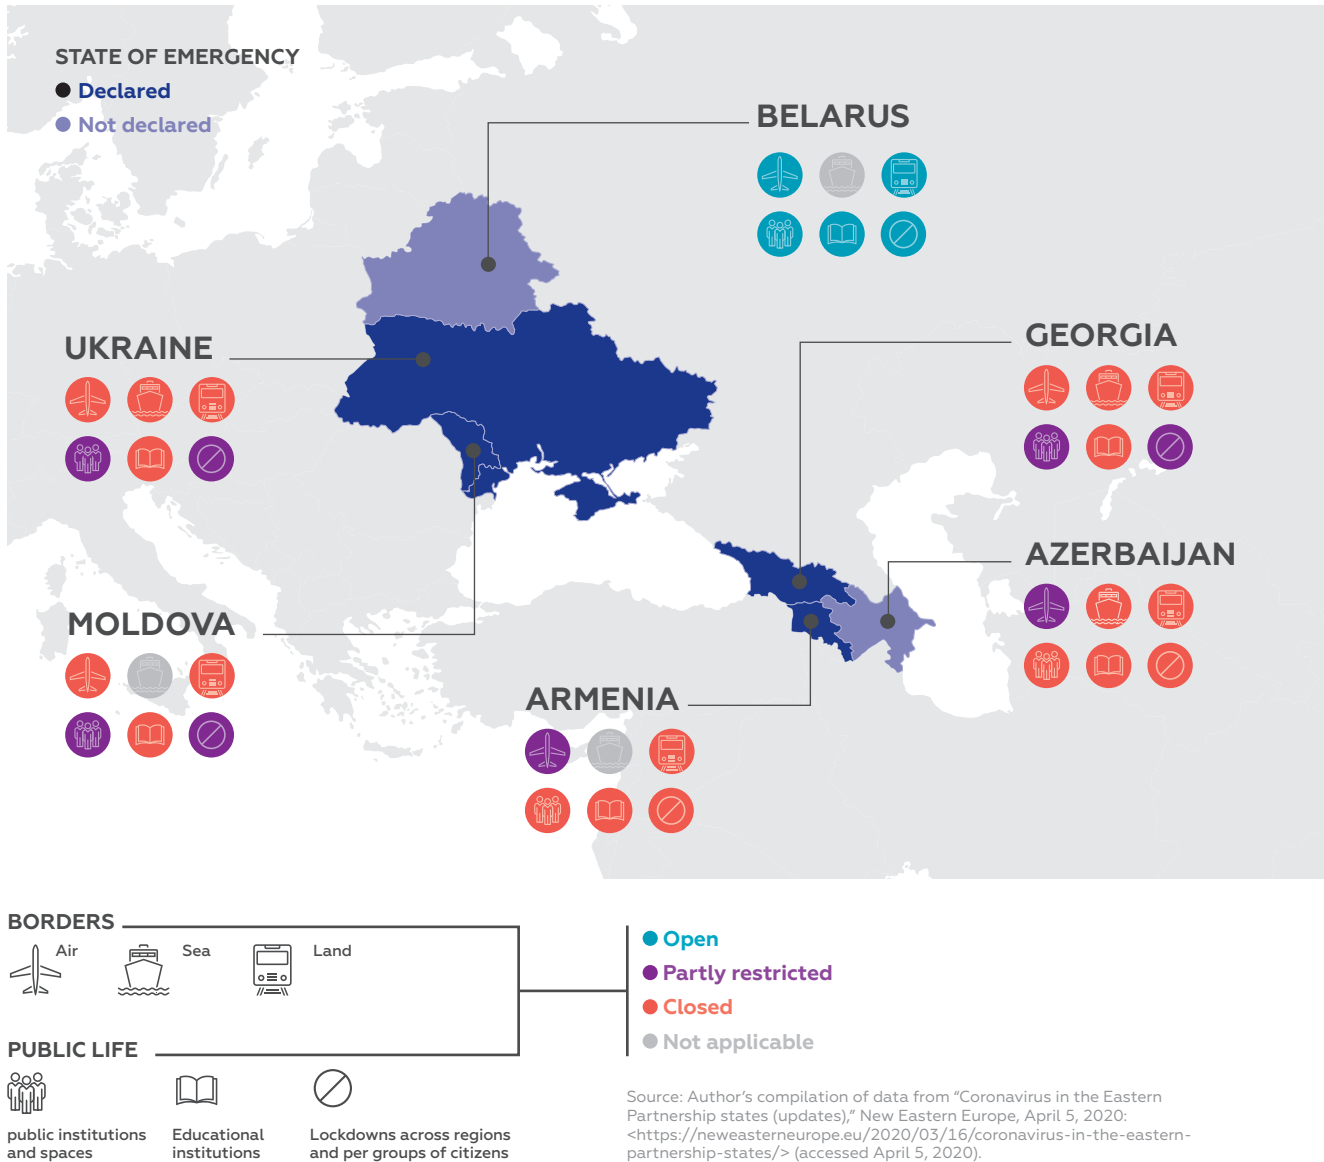 STATE OF EMERGENCY
Declared
Not declared
BELARUS
UKRAINE
GEORGIA
AZERBAIJAN
MOLDOVA
ARMENIA
BORDERS
Air
Sea
Land
PUBLIC LIFE
public institutions
and spaces
Educational
institutions
Lockdowns across regions
and per groups of citizens
Open
Partly restricted
Closed
Not applicable
Source: Author’s compilation of data from “Coronavirus in the Eastern
Partnership states (updates),” New Eastern Europe, April 5, 2020:
<https://neweasterneurope.eu/2020/03/16/coronavirus-in-the-eastern-
partnership-states/> (accessed April 5, 2020).